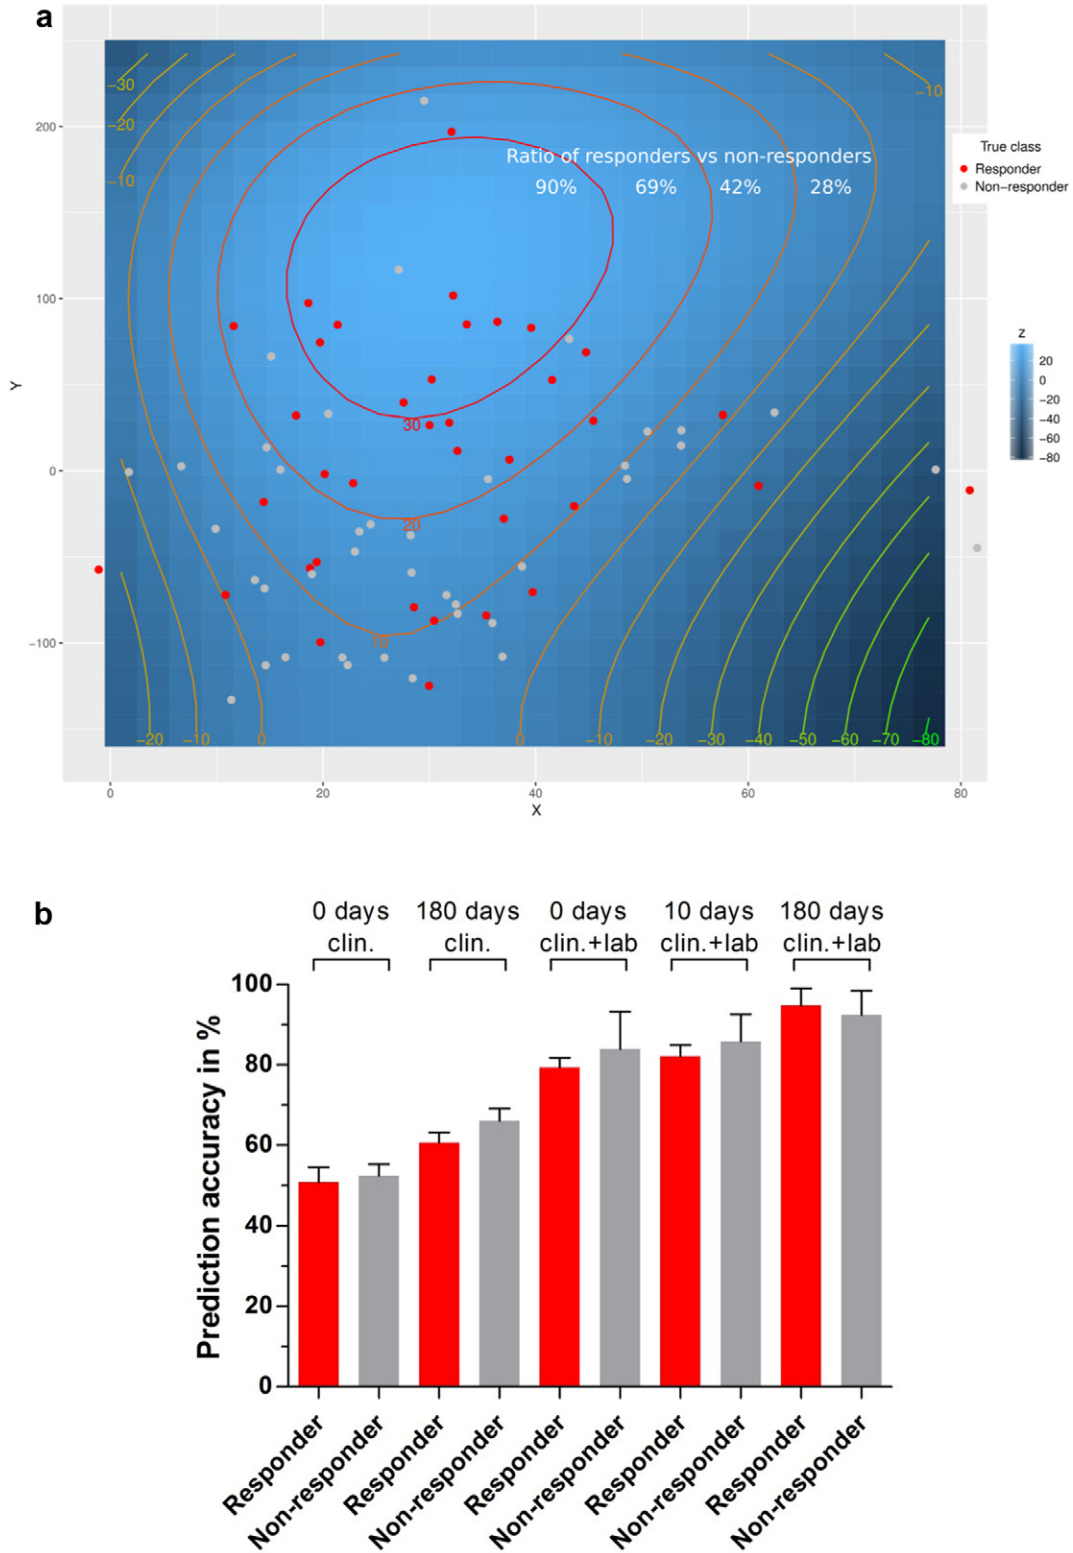 a
-30
-20
-10
-10
200
100
0
-100
Y
Ratio of responders vs non-responders
90% 69% 42% 28%
True class
Responder
Non-responder
30
20
10
z
20
0
-20
-40
-60
-80
-20 -10 0 0 -10 -20 -30 -40 -50 -60 -70 -80
0 20 40 60 80
X
b
0 days 180 days 0 days 10 days 180 days
clin. clin. clin.+lab clin.+lab clin.+lab
Prediction accuracy in %
100
80
60
40
20
0
Responder
Non-responder
Responder
Non-responder
Responder
Non-responder
Responder
Non-responder
Responder
Non-responder